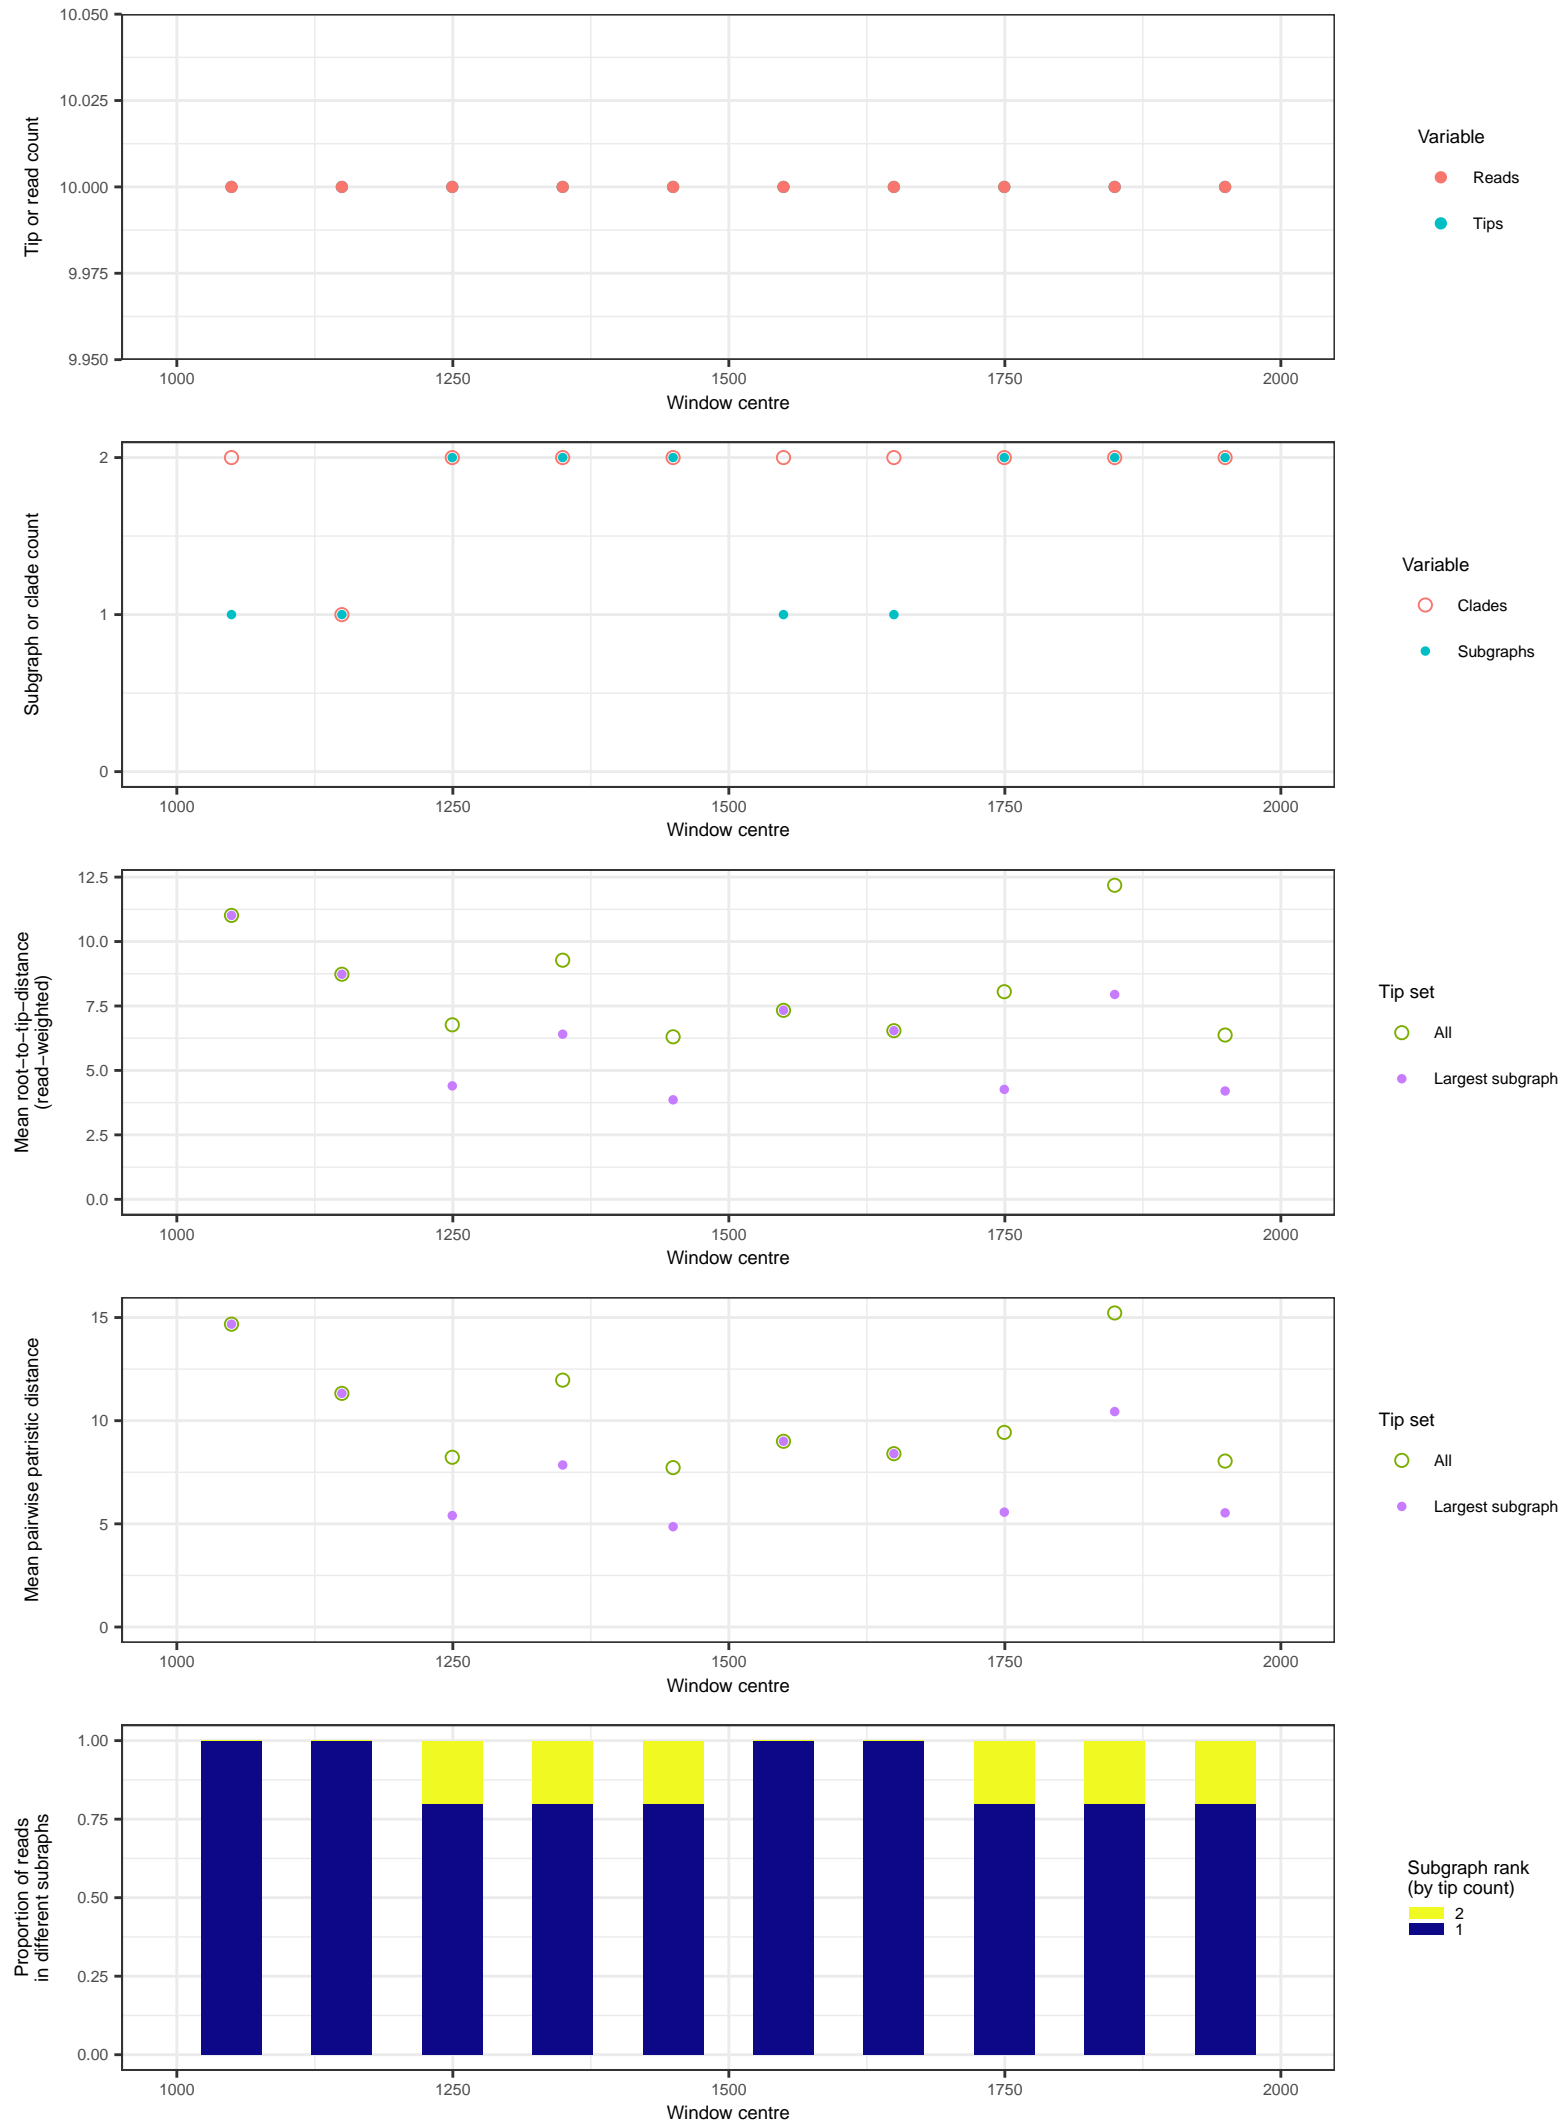 10.050
10.025
10.000
9.975
9.950
Tip or read count
1000 1250 1500 1750 2000
Window centre
Variable
Reads
Tips
2
1
0
Subgraph or clade count
1000 1250 1500 1750 2000
Window centre
Variable
Clades
Subgraphs
12.5
10.0
7.5
5.0
2.5
0.0
Mean root−to−tip−distance
(read−weighted)
1000 1250 1500 1750 2000
Window centre
Tip set
All
Largest subgraph
15
10
5
0
Mean pairwise patristic distance
1000 1250 1500 1750 2000
Window centre
Tip set
All
Largest subgraph
1.00
0.75
0.50
0.25
0.00
Proportion of reads
in different subraphs
1000 1250 1500 1750 2000
Window centre
Subgraph rank
(by tip count)
2
1